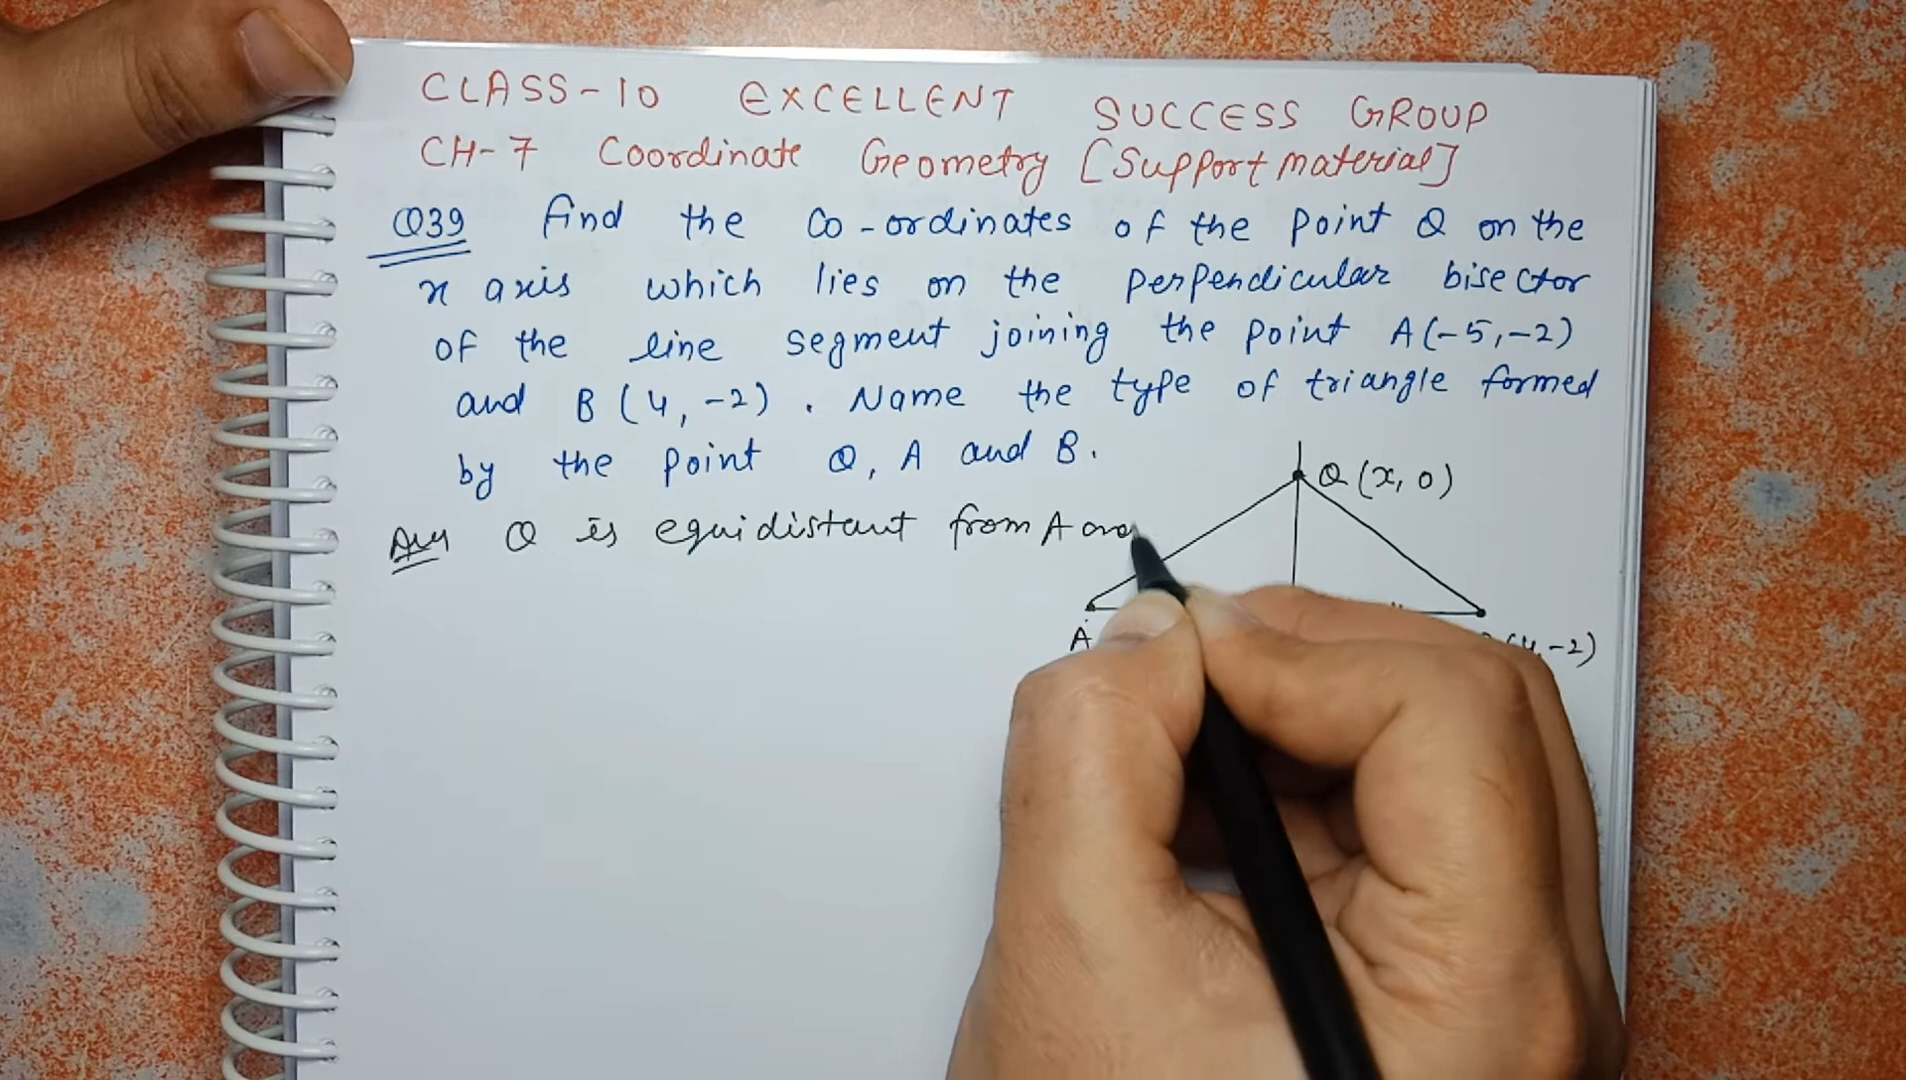 CLASS-10 EXCELLENT SUCCESS GROUP
CH-7 Coordinate Geometry [Support material]
Q39 find the Co-ordinates of the point Q on the
x axis which lies on the perpendicular bisector
of the line segment joining the point A(-5,-2)
and B(4,-2). Name the type of triangle formed
by the point Q, A and B.
Q(x, 0)
Ans Q is equidistant from A
A
4,-2)